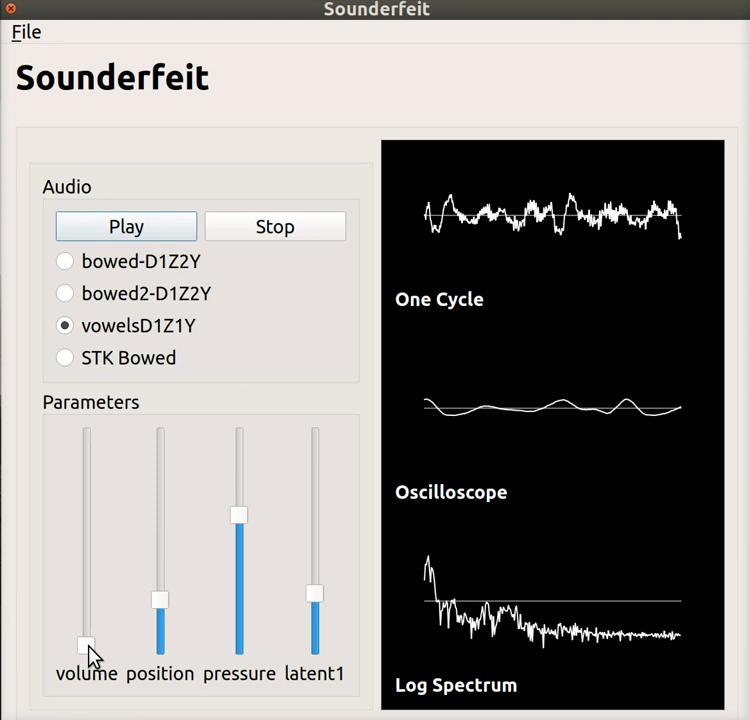 Sounderfeit
File
Sounderfeit
Audio
Play Stop
bowed-D1Z2Y
bowed2-D1Z2Y
vowelsD1Z1Y
STK Bowed
Parameters
volume position pressure latent1
One Cycle
Oscilloscope
Log Spectrum